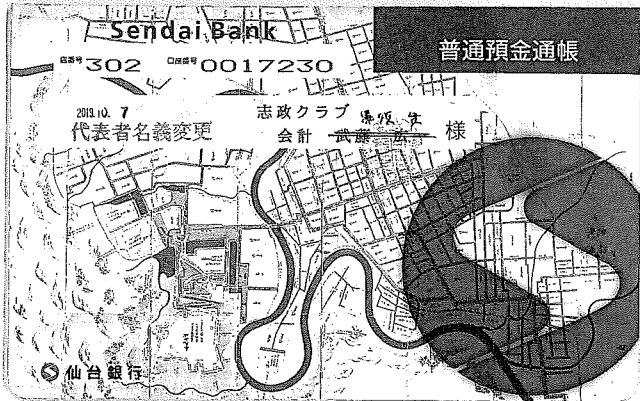 Sendai Bank
普通預金通帳
店番号 302 口座番号 0017230
2019.10.7
代表者名義変更
志政クラブ
会計 武藤 様
仙台銀行